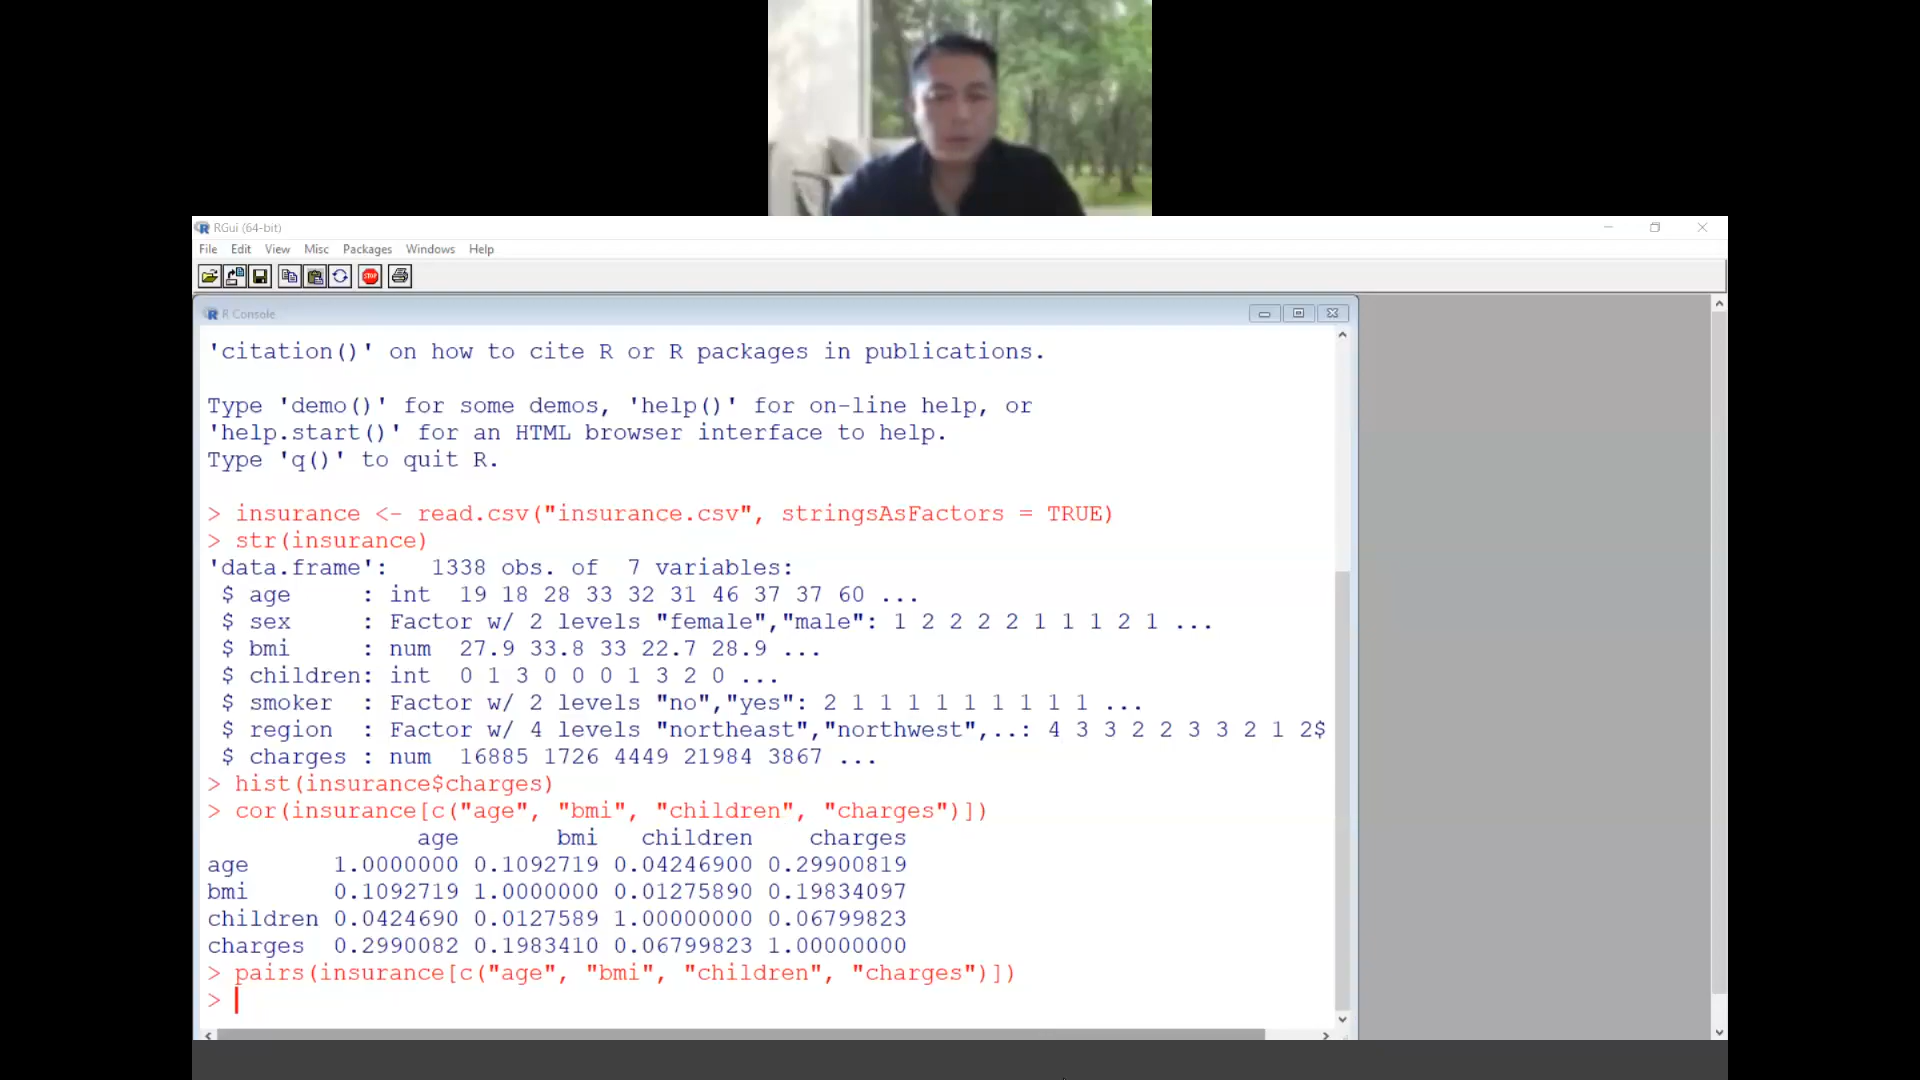 RGui (64-bit)
File Edit View Misc Packages Windows Help
STOP
R Console
'citation()' on how to cite R or R packages in publications.
Type 'demo()' for some demos, 'help()' for on-line help, or
'help.start()' for an HTML browser interface to help.
Type 'q()' to quit R.
> insurance <- read.csv("insurance.csv", stringsAsFactors = TRUE)
> str(insurance)
'data.frame':   1338 obs. of  7 variables:
 $ age     : int  19 18 28 33 32 31 46 37 37 60 ...
 $ sex     : Factor w/ 2 levels "female","male": 1 2 2 2 2 1 1 1 2 1 ...
 $ bmi     : num  27.9 33.8 33 22.7 28.9 ...
 $ children: int  0 1 3 0 0 0 1 3 2 0 ...
 $ smoker  : Factor w/ 2 levels "no","yes": 2 1 1 1 1 1 1 1 1 1 ...
 $ region  : Factor w/ 4 levels "northeast","northwest",..: 4 3 3 2 2 3 3 2 1 2$
 $ charges : num  16885 1726 4449 21984 3867 ...
> hist(insurance$charges)
> cor(insurance[c("age", "bmi", "children", "charges")])
               age       bmi   children    charges
age      1.0000000 0.1092719 0.04246900 0.29900819
bmi      0.1092719 1.0000000 0.01275890 0.19834097
children 0.0424690 0.0127589 1.00000000 0.06799823
charges  0.2990082 0.1983410 0.06799823 1.00000000
> pairs(insurance[c("age", "bmi", "children", "charges")])
>